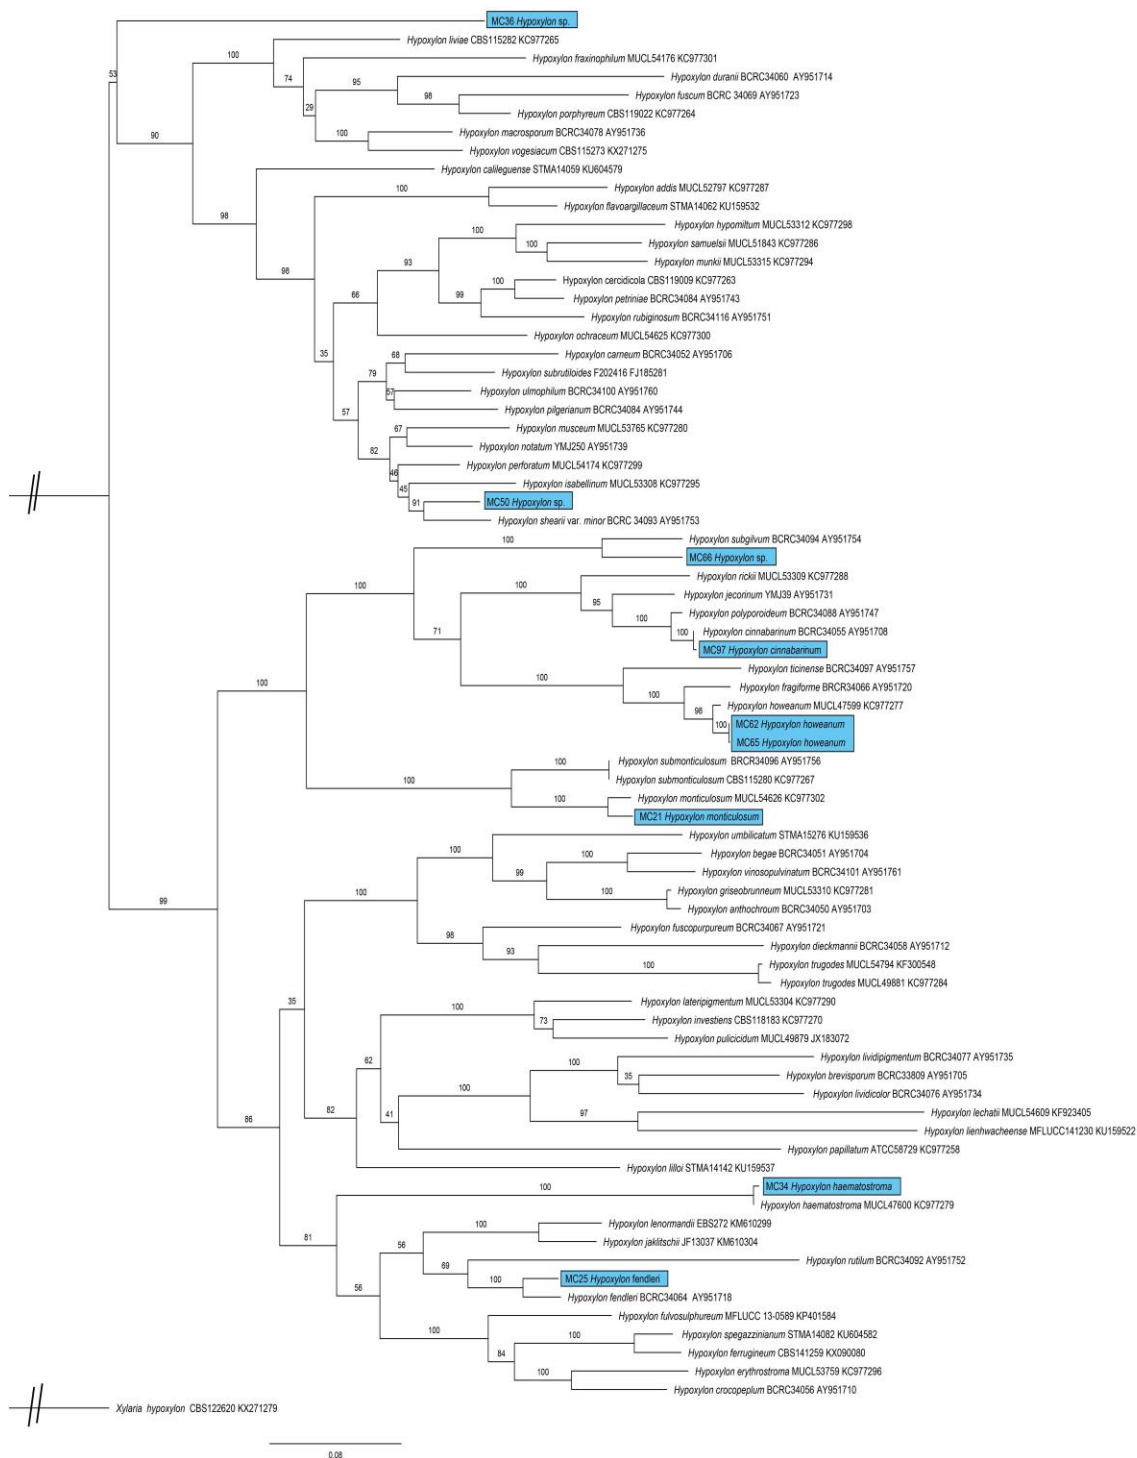 MC36 Hypoxylon sp.
53
100
Hypoxylon liviae CBS115282 KC977265
Hypoxylon fraxinophilum MUCL54176 KC977301
74
Hypoxylon duranii BCRC34060 AY951714
95
Hypoxylon fuscum BCRC 34069 AY951723
98
29
Hypoxylon porphyreum CBS119022 KC977264
90
Hypoxylon macrosporum BCRC34078 AY951736
100
Hypoxylon vogesiacum CBS115273 KX271275
Hypoxylon calileguense STMA14059 KU604579
Hypoxylon addis MUCL52797 KC977287
100
Hypoxylon flavoargillaceum STMA14062 KU159532
98
Hypoxylon hypomiltum MUCL53312 KC977298
100
Hypoxylon samuelsii MUCL51843 KC977286
100
Hypoxylon munkii MUCL53315 KC977294
93
98
Hypoxylon cercidicola CBS119009 KC977263
100
Hypoxylon petriniae BCRC34084 AY951743
66
99
Hypoxylon rubiginosum BCRC34116 AY951751
Hypoxylon ochraceum MUCL54625 KC977300
35
Hypoxylon carneum BCRC34052 AY951706
68
Hypoxylon subrutiloides F202416 FJ185281
79
Hypoxylon ulmophilum BCRC34100 AY951760
57
Hypoxylon pilgerianum BCRC34084 AY951744
57
Hypoxylon musceum MUCL53765 KC977280
67
Hypoxylon notatum YMJ250 AY951739
82
Hypoxylon perforatum MUCL54174 KC977299
46
Hypoxylon isabellinum MUCL53308 KC977295
45
MC50 Hypoxylon sp.
91
Hypoxylon shearii var. minor BCRC 34093 AY951753
Hypoxylon subgilvum BCRC34094 AY951754
100
MC66 Hypoxylon sp.
Hypoxylon rickii MUCL53309 KC977288
100
100
Hypoxylon jecorinum YMJ39 AY951731
95
Hypoxylon polyporoideum BCRC34088 AY951747
100
Hypoxylon cinnabarinum BCRC34055 AY951708
71
100
MC97 Hypoxylon cinnabarinum
Hypoxylon ticinense BCRC34097 AY951757
100
Hypoxylon fragiforme BRCR34066 AY951720
100
100
Hypoxylon howeanum MUCL47599 KC977277
98
MC62 Hypoxylon howeanum
100
MC65 Hypoxylon howeanum
Hypoxylon submonticulosum BRCR34096 AY951756
100
Hypoxylon submonticulosum CBS115280 KC977267
100
Hypoxylon monticulosum MUCL54626 KC977302
100
MC21 Hypoxylon monticulosum
Hypoxylon umbilicatum STMA15276 KU159536
100
Hypoxylon begae BCRC34051 AY951704
100
Hypoxylon vinosopulvinatum BCRC34101 AY951761
99
Hypoxylon griseobrunneum MUCL53310 KC977281
100
100
Hypoxylon anthochroum BCRC34050 AY951703
99
Hypoxylon fuscopurpureum BCRC34067 AY951721
98
Hypoxylon dieckmannii BCRC34058 AY951712
93
Hypoxylon trugodes MUCL54794 KF300548
100
Hypoxylon trugodes MUCL49881 KC977284
Hypoxylon lateripigmentum MUCL53304 KC977290
35
100
Hypoxylon investiens CBS118183 KC977270
73
Hypoxylon pulicicidum MUCL49879 JX183072
Hypoxylon lividipigmentum BCRC34077 AY951735
62
100
Hypoxylon brevisporum BCRC33809 AY951705
35
Hypoxylon lividicolor BCRC34076 AY951734
100
Hypoxylon lechatii MUCL54609 KF923405
82
41
97
86
Hypoxylon lienhwacheense MFLUCC141230 KU159522
Hypoxylon papillatum ATCC58729 KC977258
Hypoxylon lilloi STMA14142 KU159537
MC34 Hypoxylon haematostroma
100
Hypoxylon haematostroma MUCL47600 KC977279
Hypoxylon lenormandii EBS272 KM610299
100
81
Hypoxylon jaklitschii JF13037 KM610304
56
Hypoxylon rutilum BCRC34092 AY951752
69
MC25 Hypoxylon fendleri
100
56
Hypoxylon fendleri BCRC34064 AY951718
Hypoxylon fulvosulphureum MFLUCC 13-0589 KP401584
100
Hypoxylon spegazzinianum STMA14082 KU604582
100
Hypoxylon ferrugineum CBS141259 KX090080
84
Hypoxylon erythrostroma MUCL53759 KC977296
100
Hypoxylon crocopeplum BCRC34056 AY951710
Xylaria hypoxylon CBS122620 KX271279
0.08